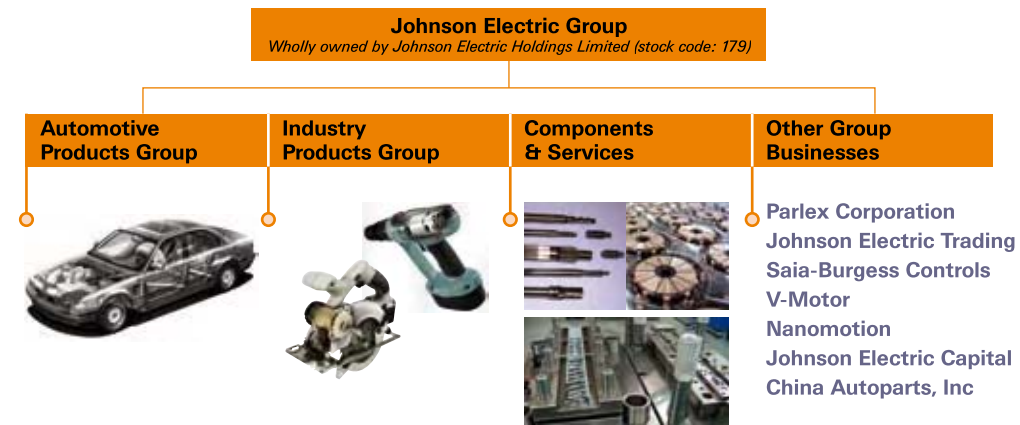 Johnson Electric Group
Wholly owned by Johnson Electric Holdings Limited (stock code: 179)
Automotive
Products Group
Industry
Products Group
Components
& Services
Other Group
Businesses
Parlex Corporation
Johnson Electric Trading
Saia-Burgess Controls
V-Motor
Nanomotion
Johnson Electric Capital
China Autoparts, Inc